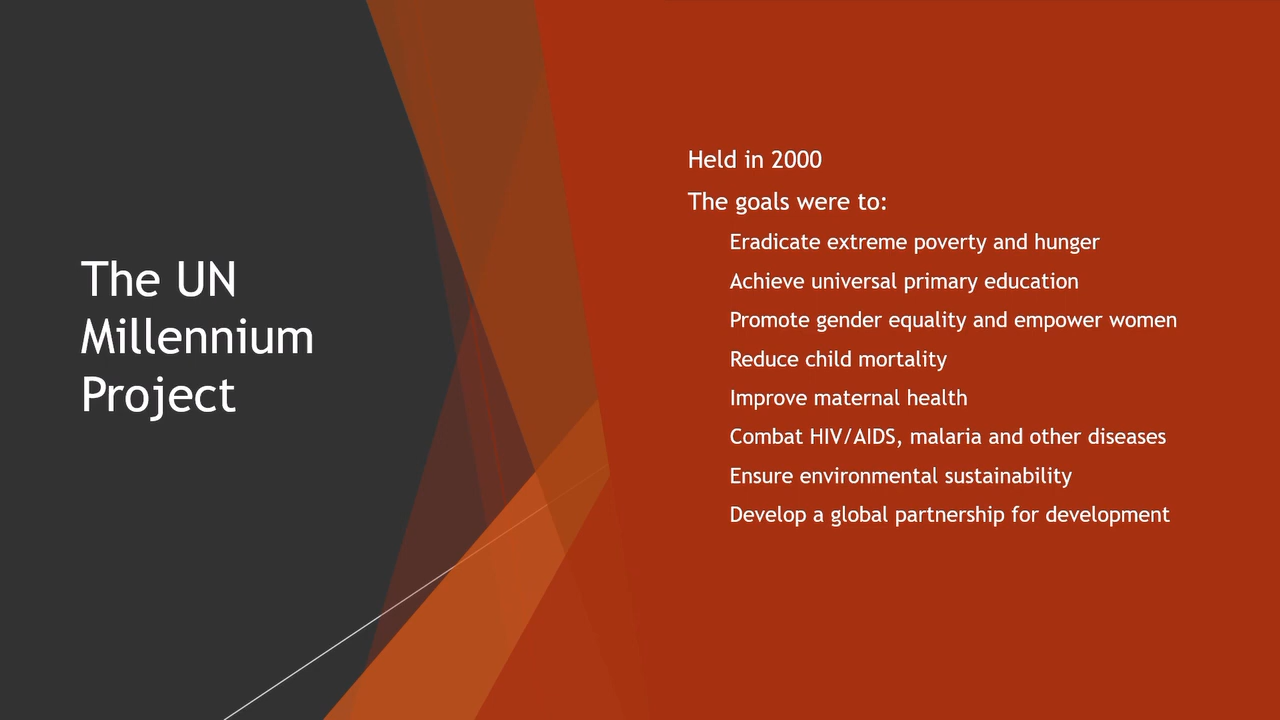 The UN
Millennium
Project
Held in 2000
The goals were to:
Eradicate extreme poverty and hunger
Achieve universal primary education
Promote gender equality and empower women
Reduce child mortality
Improve maternal health
Combat HIV/AIDS, malaria and other diseases
Ensure environmental sustainability
Develop a global partnership for development